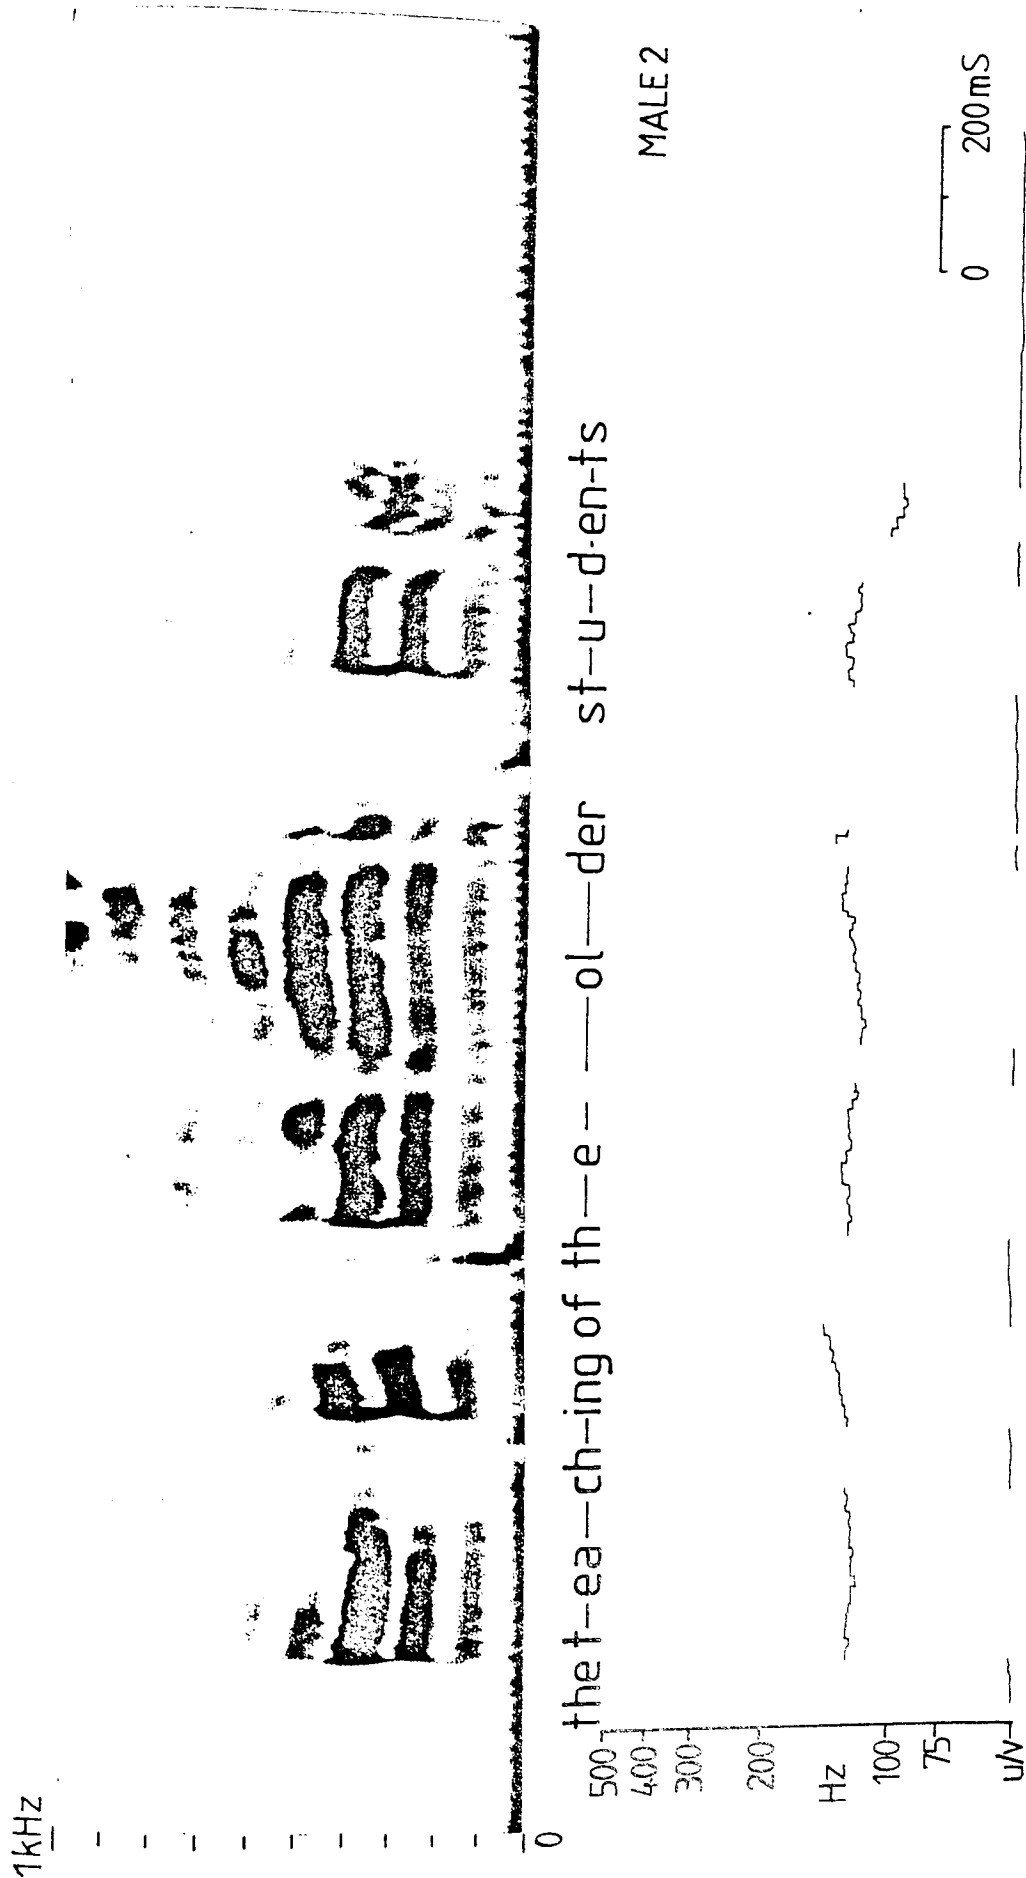 1kHz
0
the t-ea-ch-ing of th-e- -ol-der st-u-d-en-ts
MALE 2
500
400
300
200
Hz
100
75
u/v
0 200mS